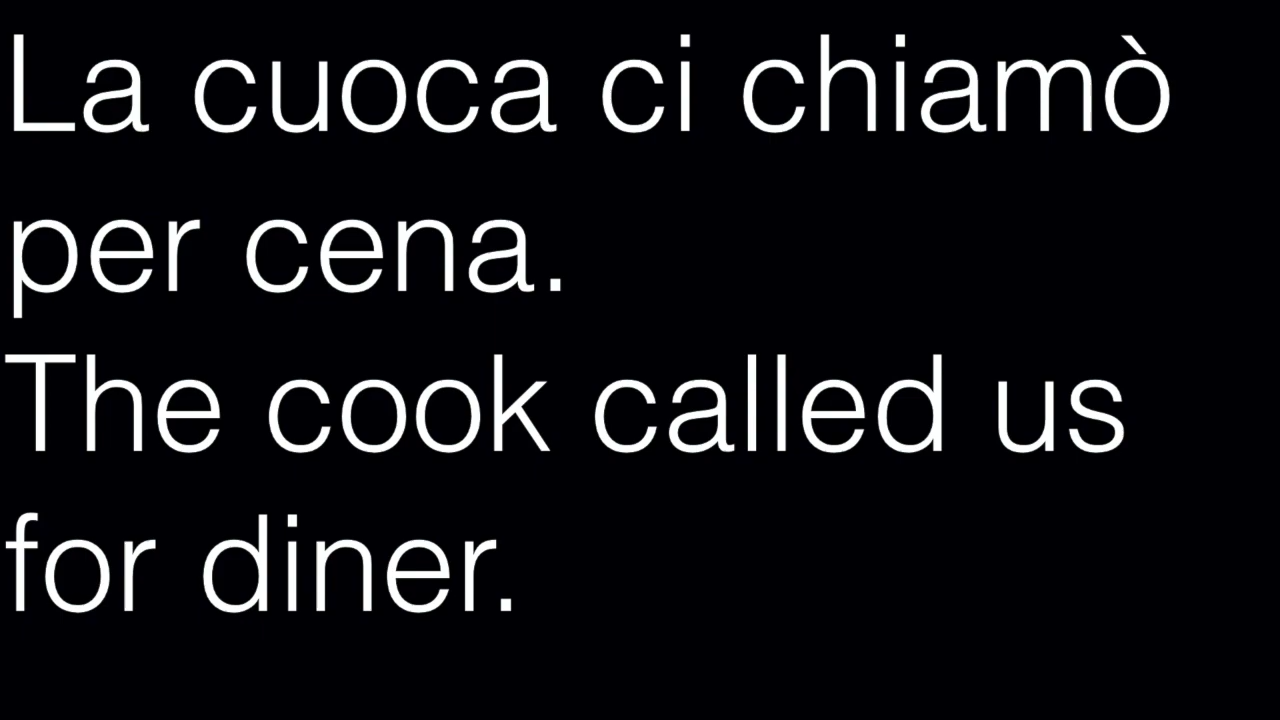 La cuoca ci chiamò
per cena.
The cook called us
for diner.